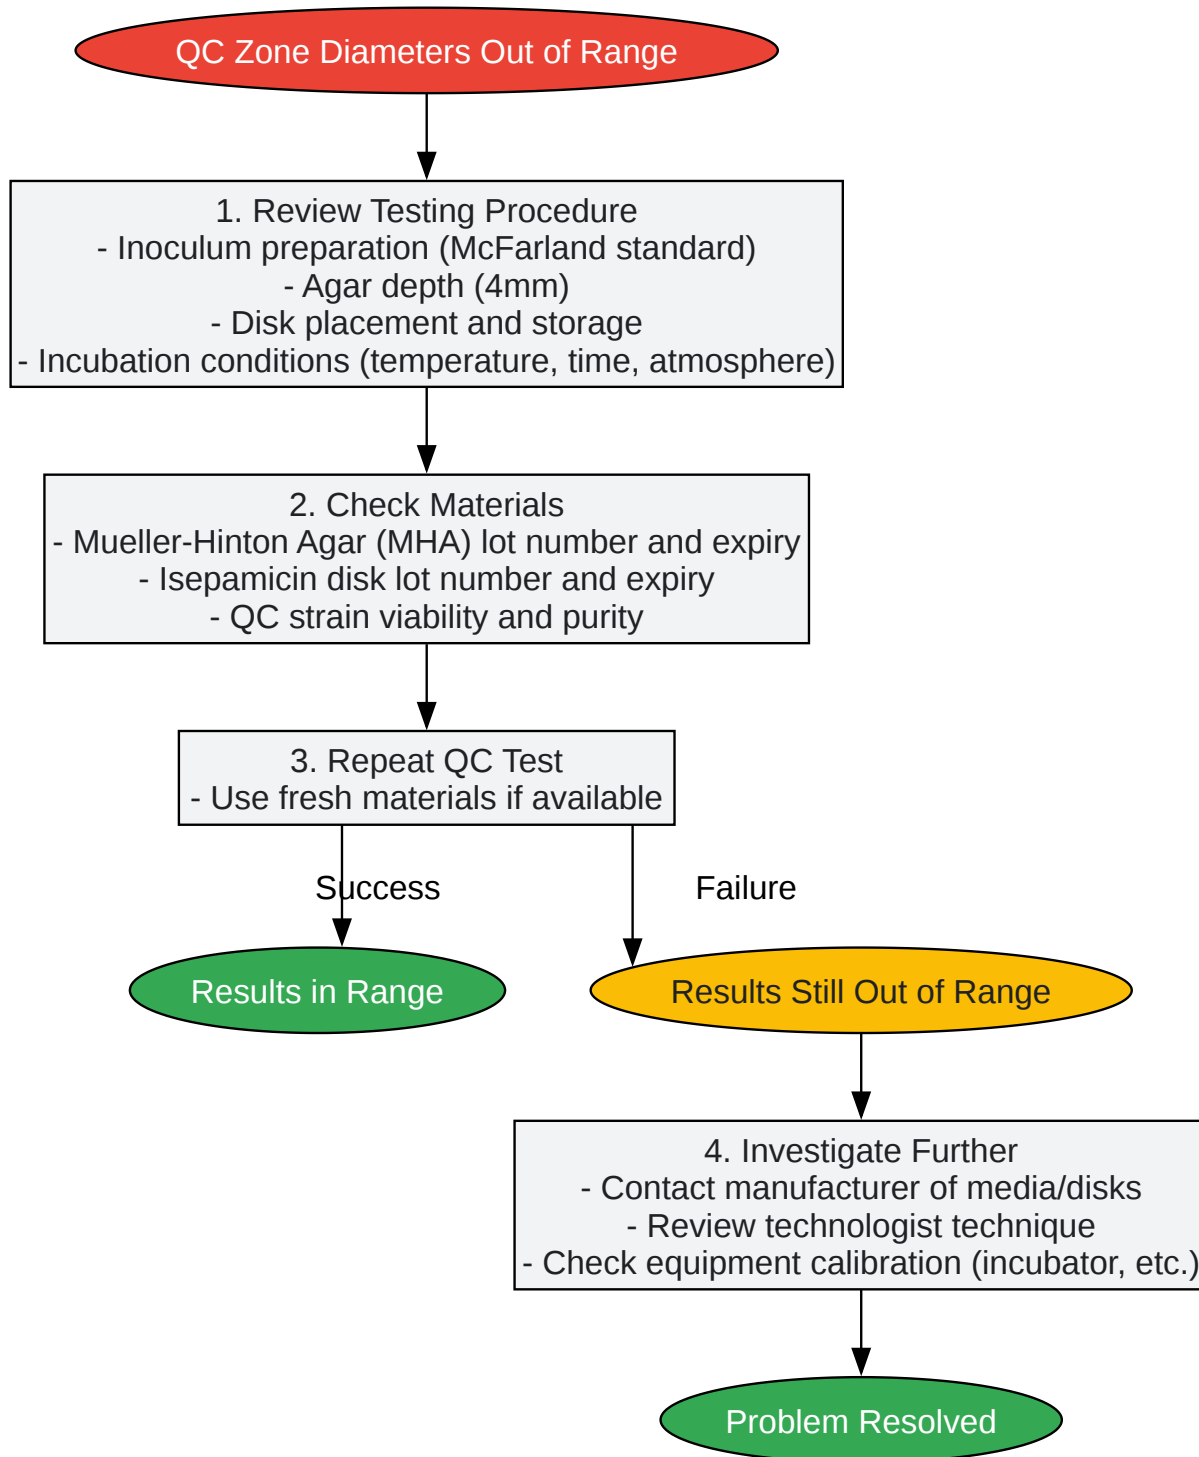 QC Zone Diameters Out of Range
1. Review Testing Procedure
- Inoculum preparation (McFarland standard)
- Agar depth (4mm)
- Disk placement and storage
- Incubation conditions (temperature, time, atmosphere)
2. Check Materials
- Mueller-Hinton Agar (MHA) lot number and expiry
- Isepamicin disk lot number and expiry
- QC strain viability and purity
3. Repeat QC Test
- Use fresh materials if available
Success
Failure
Results in Range
Results Still Out of Range
4. Investigate Further
- Contact manufacturer of media/disks
- Review technologist technique
- Check equipment calibration (incubator, etc.)
Problem Resolved